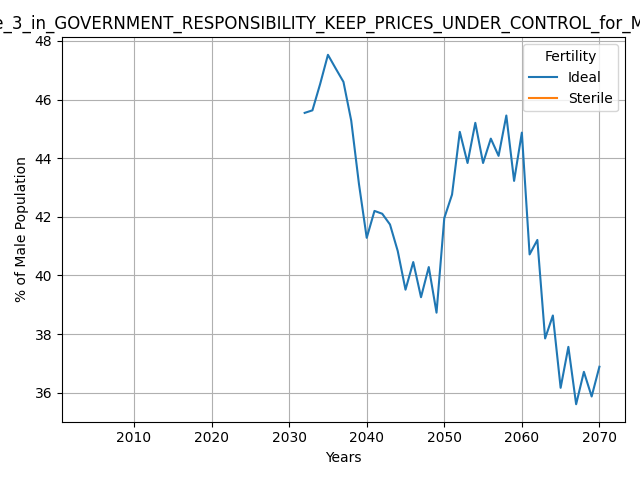 e_3_in_GOVERNMENT_RESPONSIBILITY_KEEP_PRICES_UNDER_CONTROL_for_M
Fertility
Ideal
Sterile
% of Male Population
48
46
44
42
40
38
36
2010 2020 2030 2040 2050 2060 2070
Years